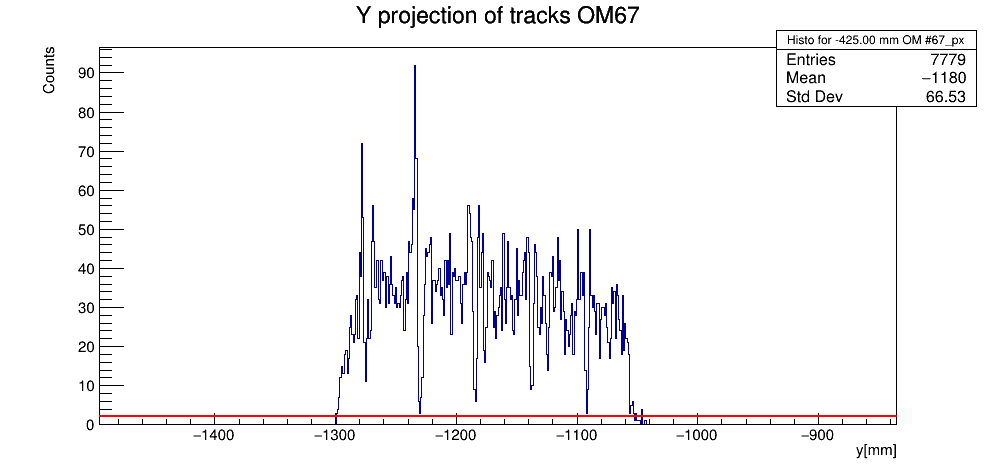 Y projection of tracks OM67
Histo for -425.00 mm OM #67_px
Entries 7779
Mean −1180
Std Dev 66.53
Counts
90
80
70
60
50
40
30
20
10
0
−1400 −1300 −1200 −1100 −1000 −900
y[mm]